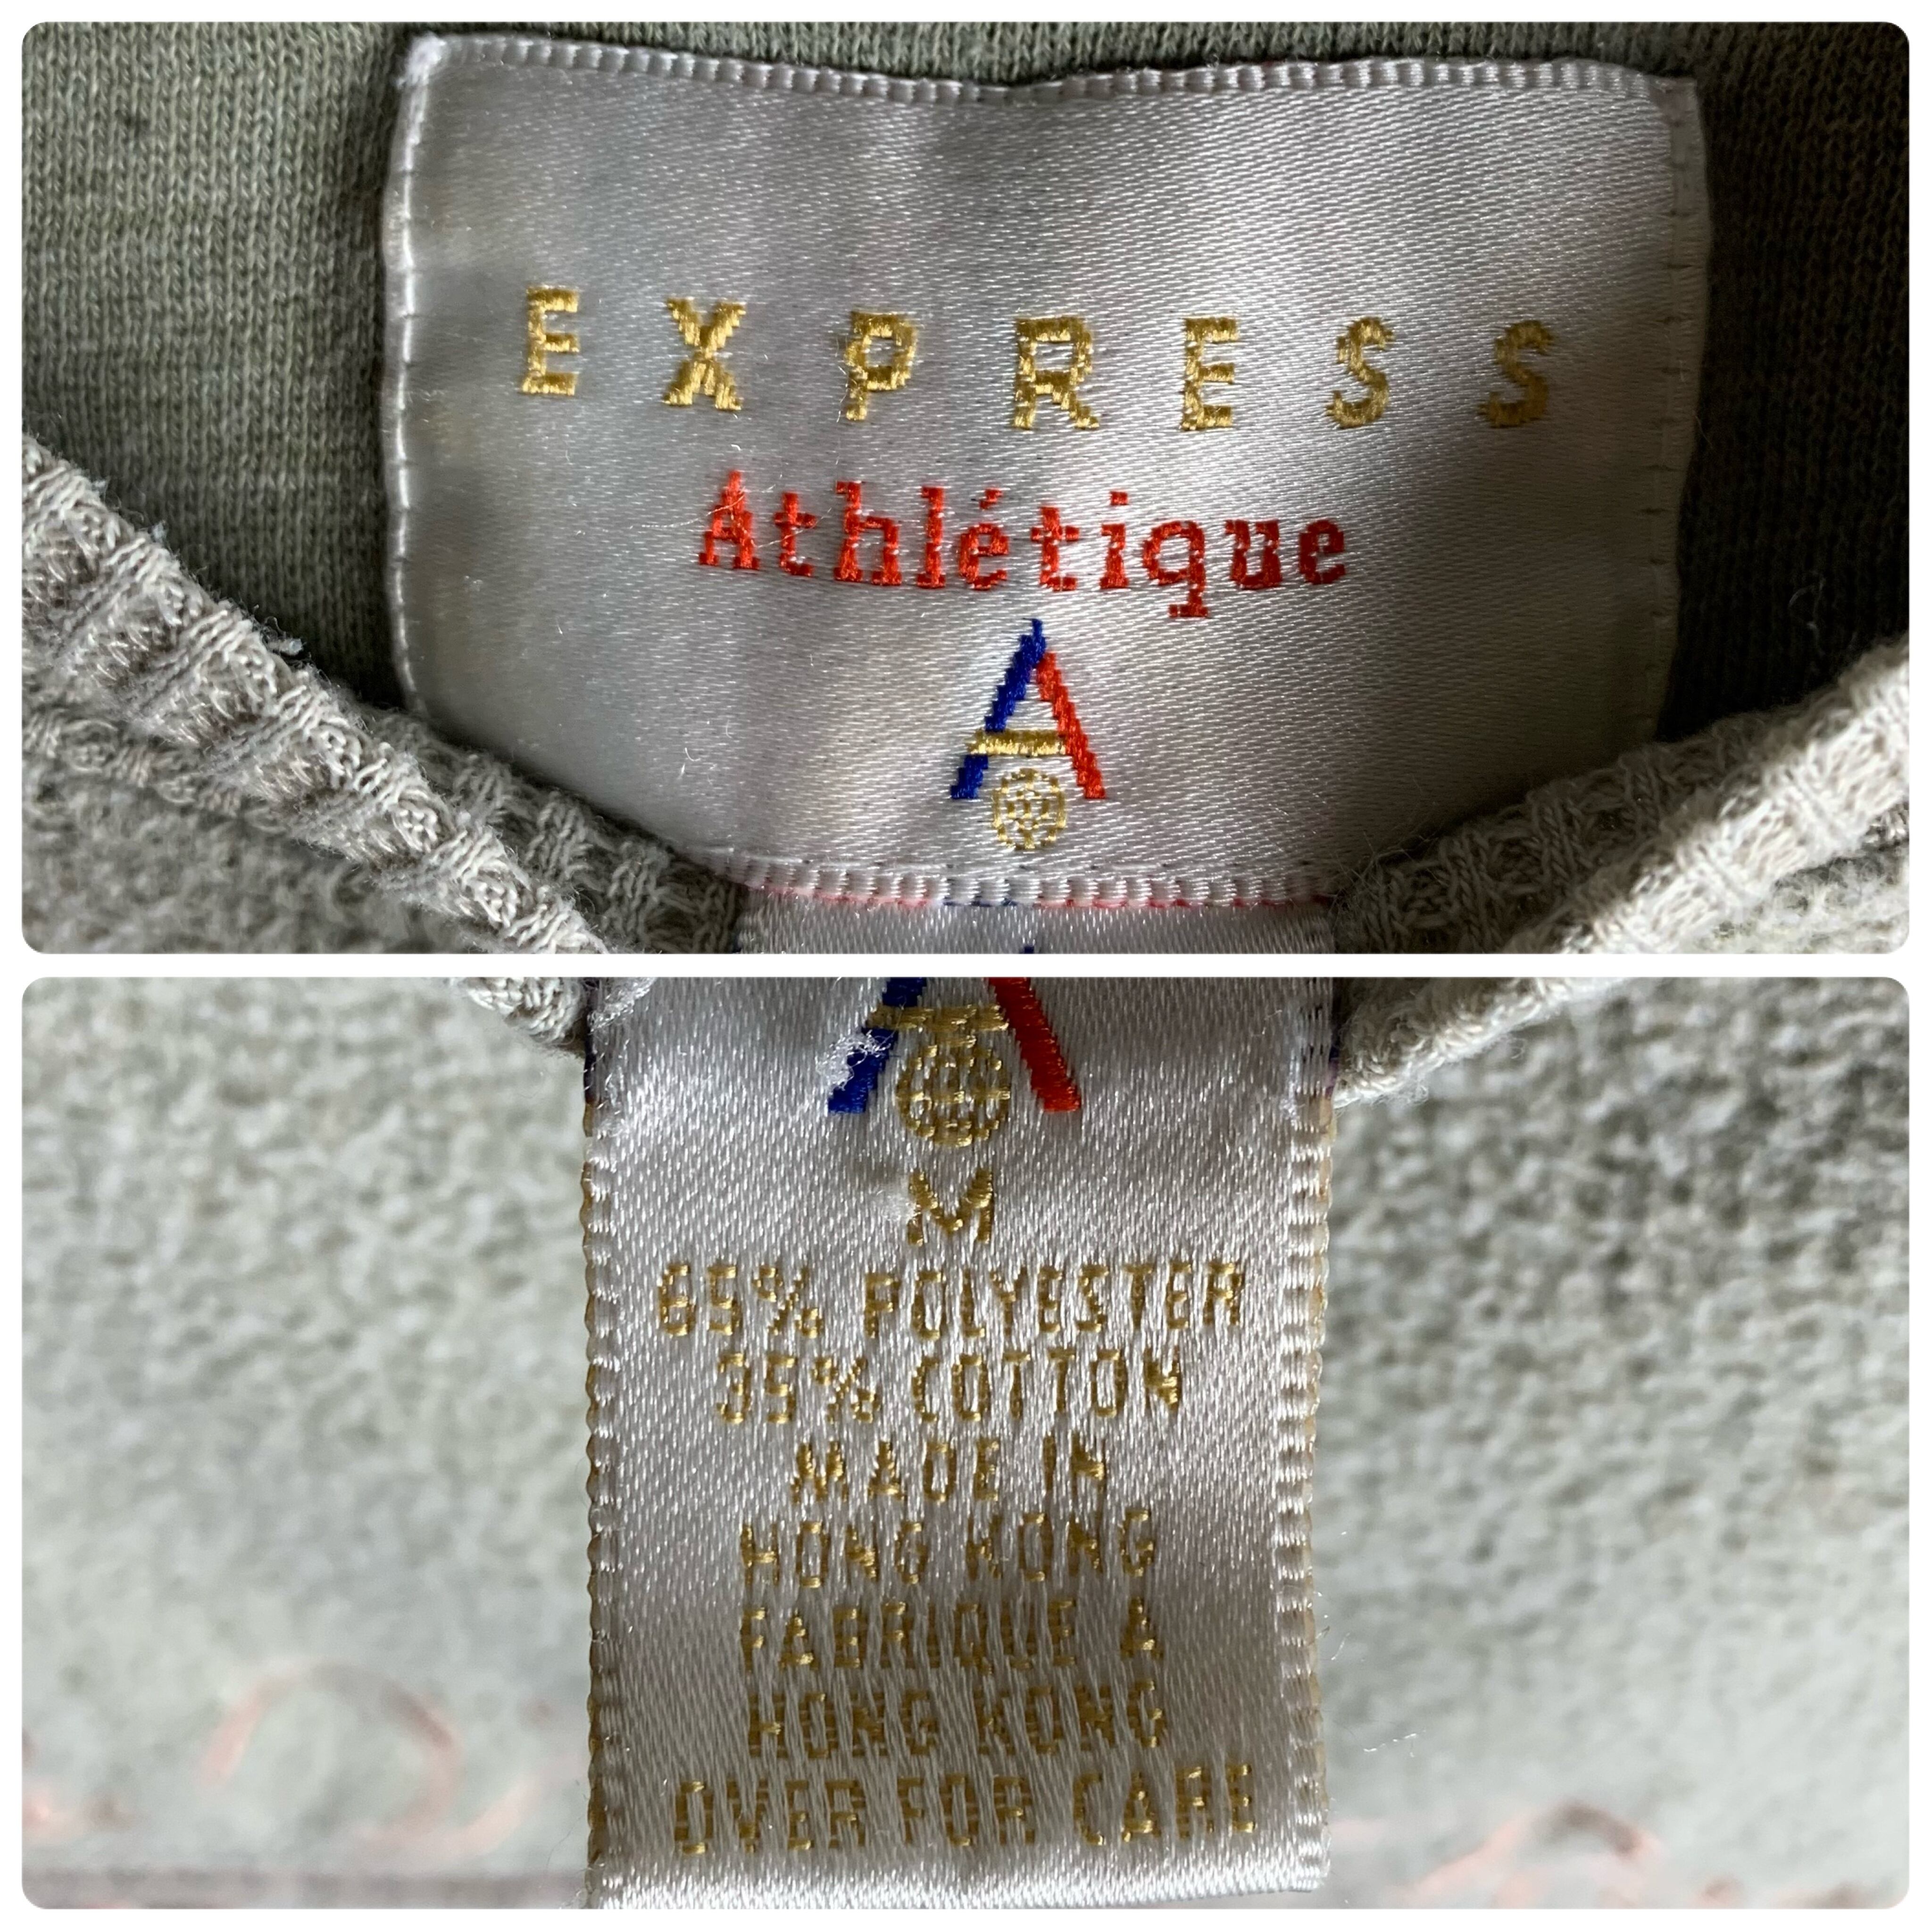 EXPRESS
Athlétique
A
A
M
65% POLYESTER
35% COTTON
MADE IN
HONG KONG
FABRIQUE A
HONG KONG
OVER FOR CARE